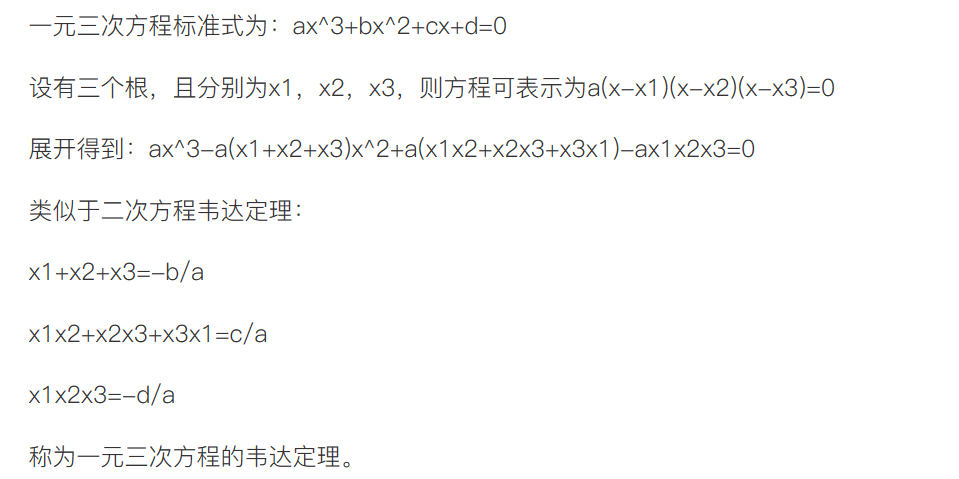 一元三次方程标准式为：ax^3+bx^2+cx+d=0
设有三个根，且分别为x1，x2，x3，则方程可表示为a(x-x1)(x-x2)(x-x3)=0
展开得到：ax^3-a(x1+x2+x3)x^2+a(x1x2+x2x3+x3x1)-ax1x2x3=0
类似于二次方程韦达定理：
x1+x2+x3=-b/a
x1x2+x2x3+x3x1=c/a
x1x2x3=-d/a
称为一元三次方程的韦达定理。